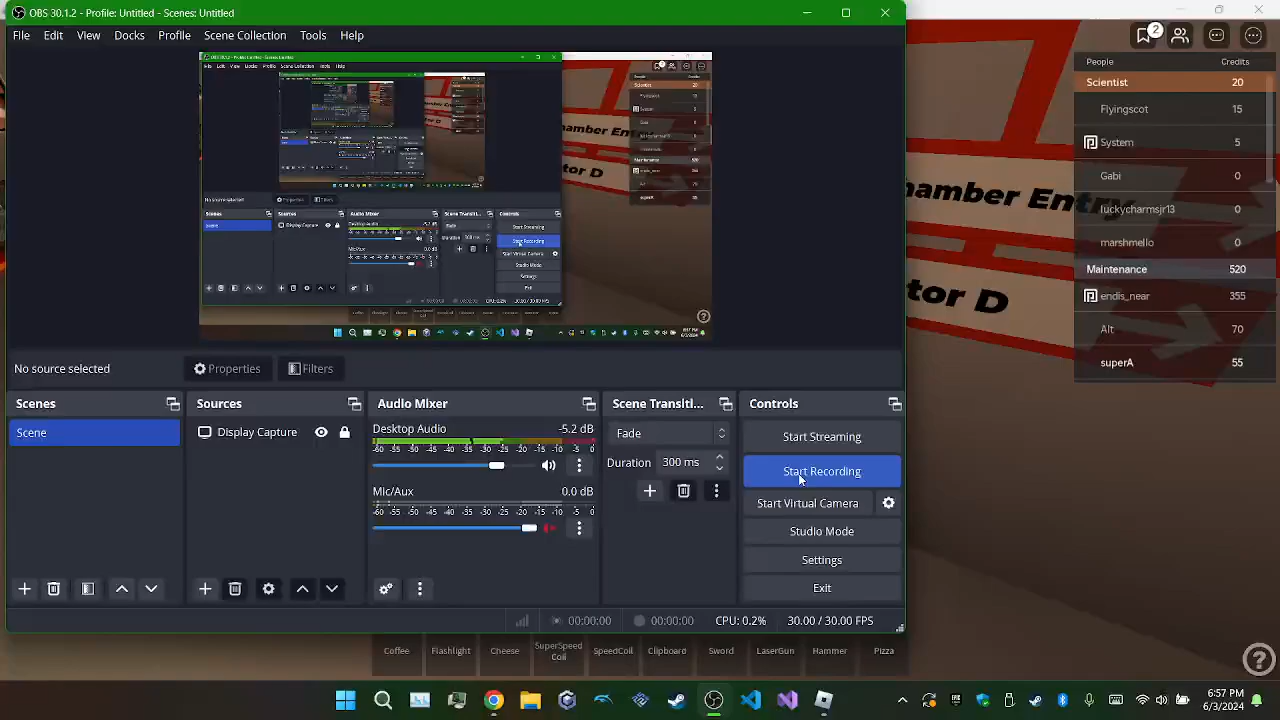 OBS 30.1.2 - Profile: Untitled - Scenes: Untitled
File Edit View Docks Profile Scene Collection Tools Help
No source selected
Properties
Filters
Scenes
Scene
Sources
Display Capture
Audio Mixer
Desktop Audio -5.2 dB
-60 -55 -50 -45 -40 -35 -30 -25 -20 -15 -10 -5 0
Mic/Aux 0.0 dB
-60 -55 -50 -45 -40 -35 -30 -25 -20 -15 -10 -5 0
Scene Transiti...
Fade
Duration 300 ms
Controls
Start Streaming
Start Recording
Start Virtual Camera
Studio Mode
Settings
Exit
00:00:00 00:00:00 CPU: 0.2% 30.00 / 30.00 FPS
2
People Credits
Scientist 20
Flyingscot 15
System 5
Gabi 0
luckycharmsjr13 0
marshmello 0
Maintenance 520
endis_near 355
Alt 70
superA 55
chamber Ent
tor D
Coffee Flashlight Cheese SuperSpeed Coil SpeedCoil Clipboard Sword LaserGun Hammer Pizza
?
6:57 PM
6/3/2024